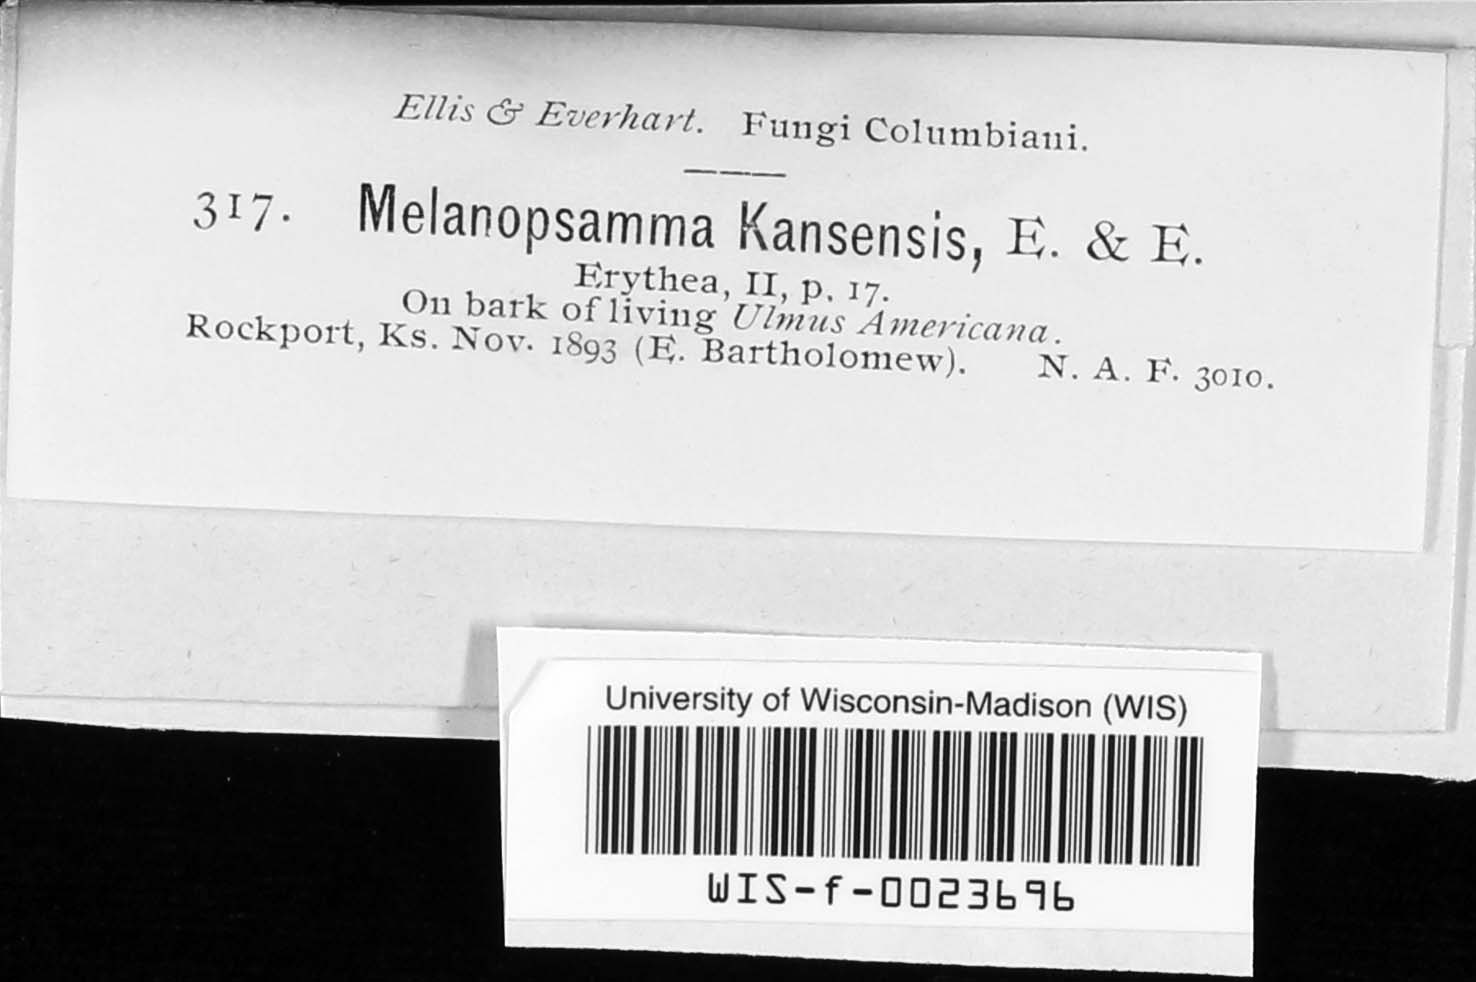 Ellis & Everhart. Fungi Columbiani.
317. Melanopsamma Kansensis, E. & E.
Erythea, II, p. 17.
On bark of living Ulmus Americana.
Rockport, Ks. Nov. 1893 (E. Bartholomew). N. A. F. 3010.
University of Wisconsin-Madison (WIS)
WIS-f-0023696